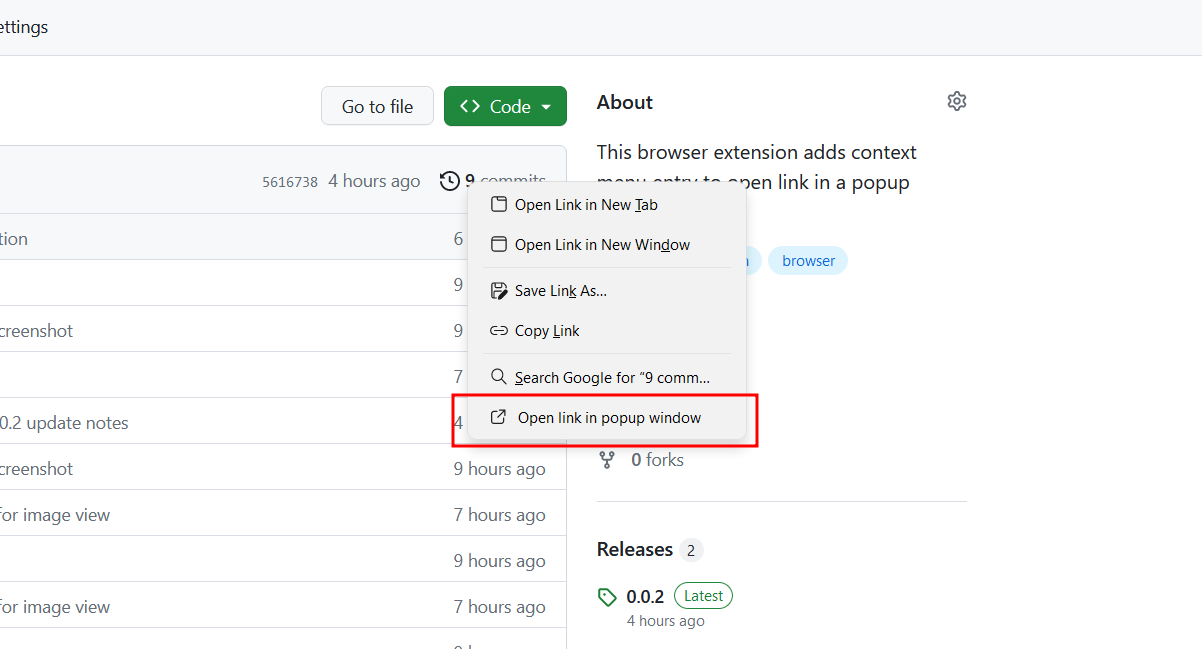 ettings
Go to file
Code
About
This browser extension adds context
menu entry to open link in a popup
5616738 4 hours ago 9 commits
Open Link in New Tab
Open Link in New Window
Save Link As...
Copy Link
Search Google for “9 comm...
Open link in popup window
tion
6
n
browser
9
creenshot
9
7
0.2 update notes
4
creenshot
9 hours ago
0 forks
for image view
7 hours ago
9 hours ago
Releases 2
for image view
7 hours ago
0.0.2 Latest
4 hours ago